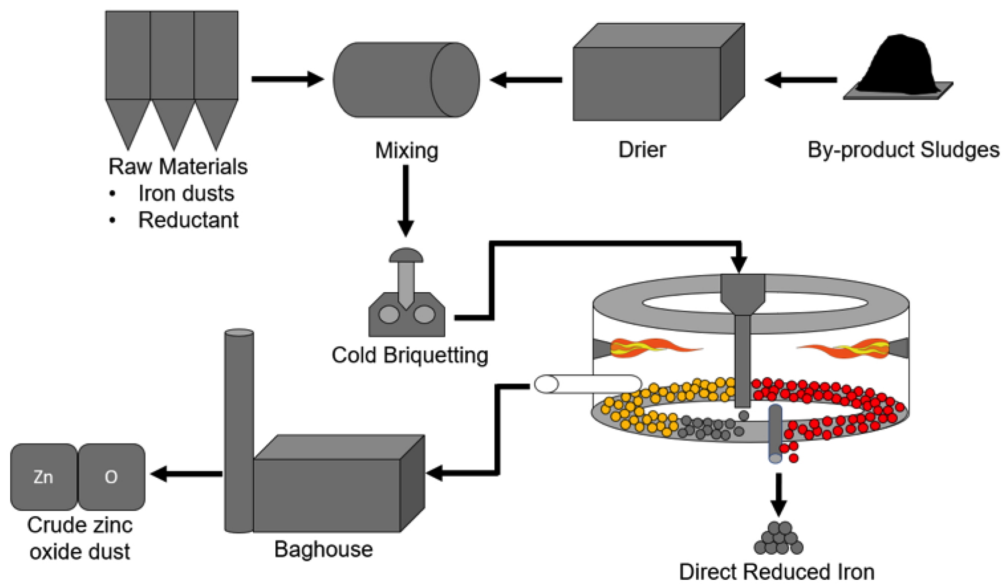 Raw Materials
• Iron dusts
• Reductant
Mixing
Drier
By-product Sludges
Cold Briquetting
Zn
O
Crude zinc
oxide dust
Baghouse
Direct Reduced Iron